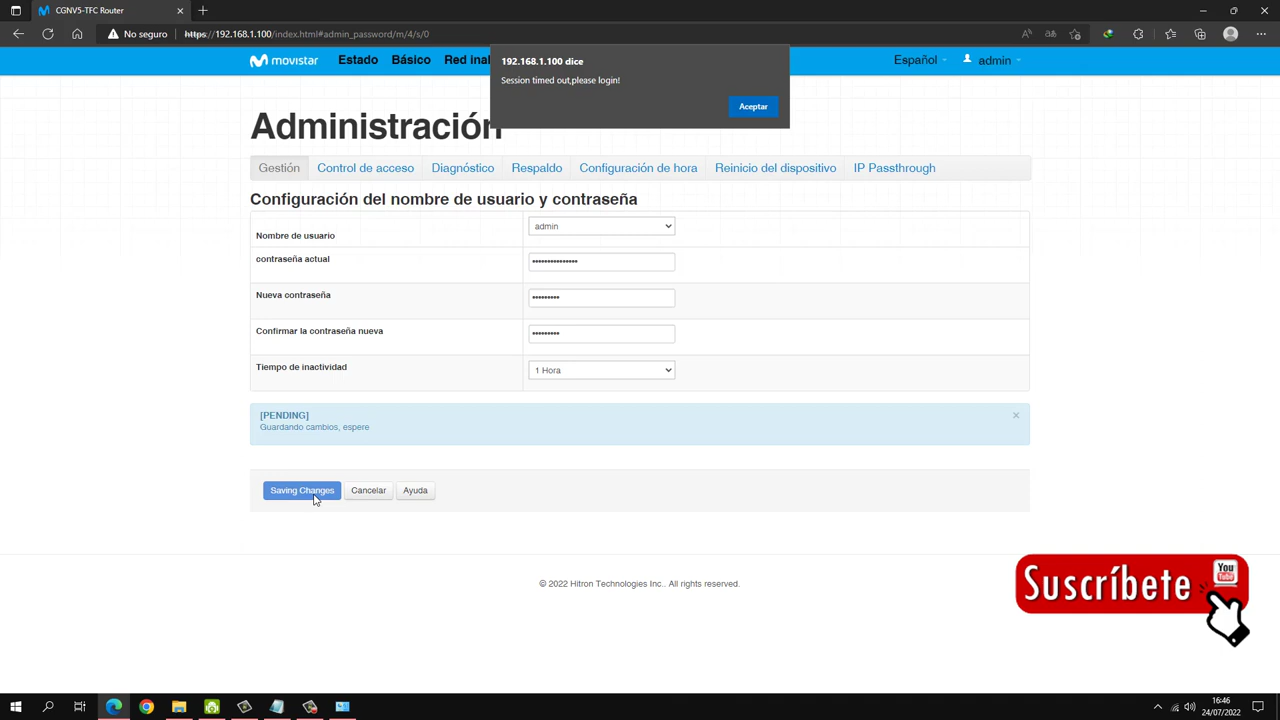 CGNV5-TFC Router
No seguro
https://192.168.1.100/index.html#admin_password/m/4/s/0
movistar
Estado
Básico
Red inal
Español
admin
192.168.1.100 dice
Session timed out,please login!
Aceptar
Administración
Gestión
Control de acceso
Diagnóstico
Respaldo
Configuración de hora
Reinicio del dispositivo
IP Passthrough
Configuración del nombre de usuario y contraseña
Nombre de usuario
admin
contraseña actual
•••••••••••••••
Nueva contraseña
•••••••••
Confirmar la contraseña nueva
•••••••••
Tiempo de inactividad
1 Hora
[PENDING]
Guardando cambios, espere
×
Saving Changes
Cancelar
Ayuda
© 2022 Hitron Technologies Inc.. All rights reserved.
Suscríbete
You
Tube
16:46
24/07/2022